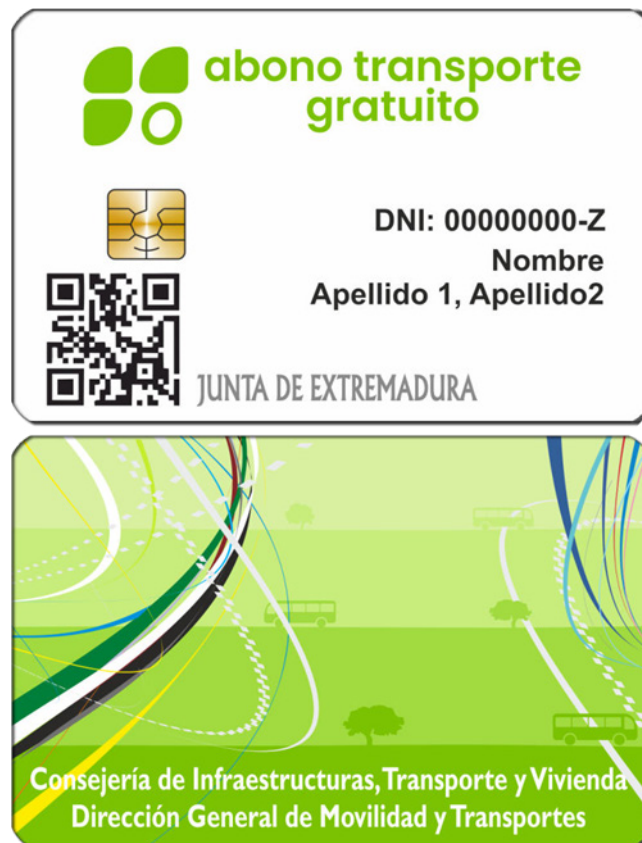 abono transporte
gratuito
DNI: 00000000-Z
Nombre
Apellido 1, Apellido2
JUNTA DE EXTREMADURA
Consejería de Infraestructuras, Transporte y Vivienda
Dirección General de Movilidad y Transportes